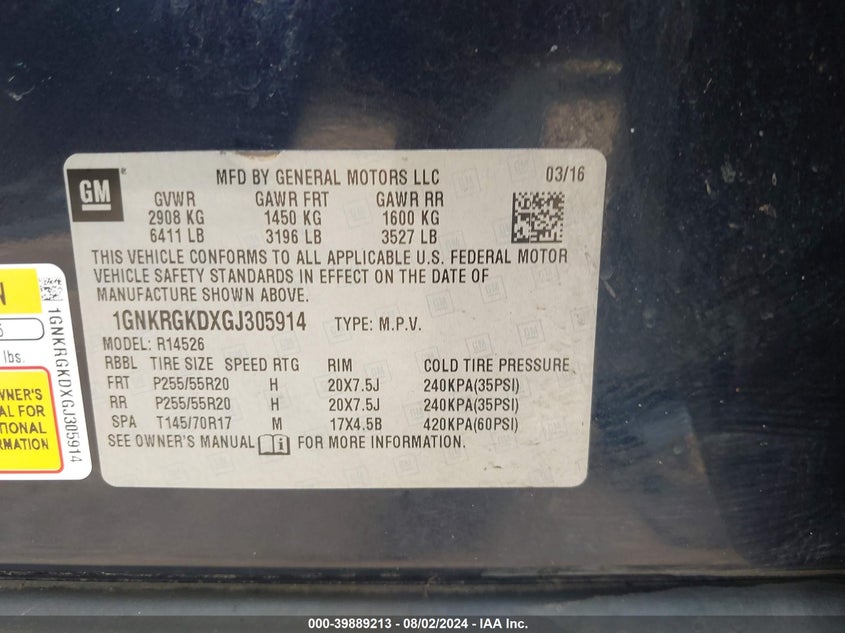 GM
MFD BY GENERAL MOTORS LLC 03/16
GVWR GAWR FRT GAWR RR
2908 KG 1450 KG 1600 KG
6411 LB 3196 LB 3527 LB
THIS VEHICLE CONFORMS TO ALL APPLICABLE U.S. FEDERAL MOTOR
VEHICLE SAFETY STANDARDS IN EFFECT ON THE DATE OF
MANUFACTURE SHOWN ABOVE.
1GNKRGKDXGJ305914 TYPE: M.P.V.
MODEL: R14526
RBBL TIRE SIZE SPEED RTG RIM COLD TIRE PRESSURE
FRT P255/55R20 H 20X7.5J 240KPA(35PSI)
RR P255/55R20 H 20X7.5J 240KPA(35PSI)
SPA T145/70R17 M 17X4.5B 420KPA(60PSI)
SEE OWNER'S MANUAL FOR MORE INFORMATION.
1GNKRGKDXGJ305914
lbs.
WNER'S
AL FOR
TIONAL
RMATION
000-39889213 - 08/02/2024 - IAA Inc.